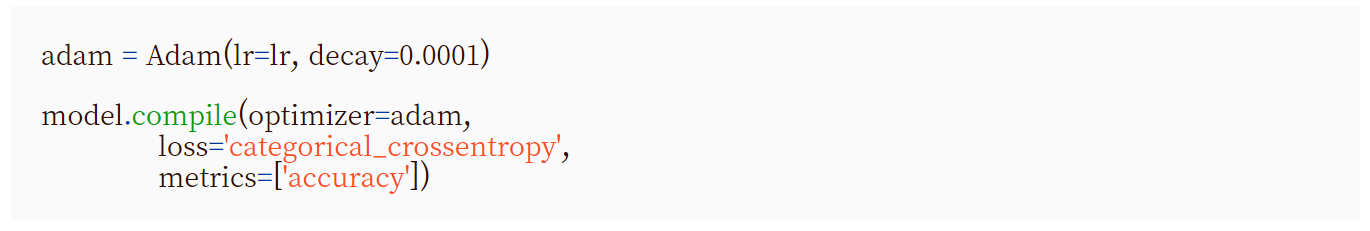 adam = Adam(lr=lr, decay=0.0001)
model.compile(optimizer=adam,
loss='categorical_crossentropy',
metrics=['accuracy'])